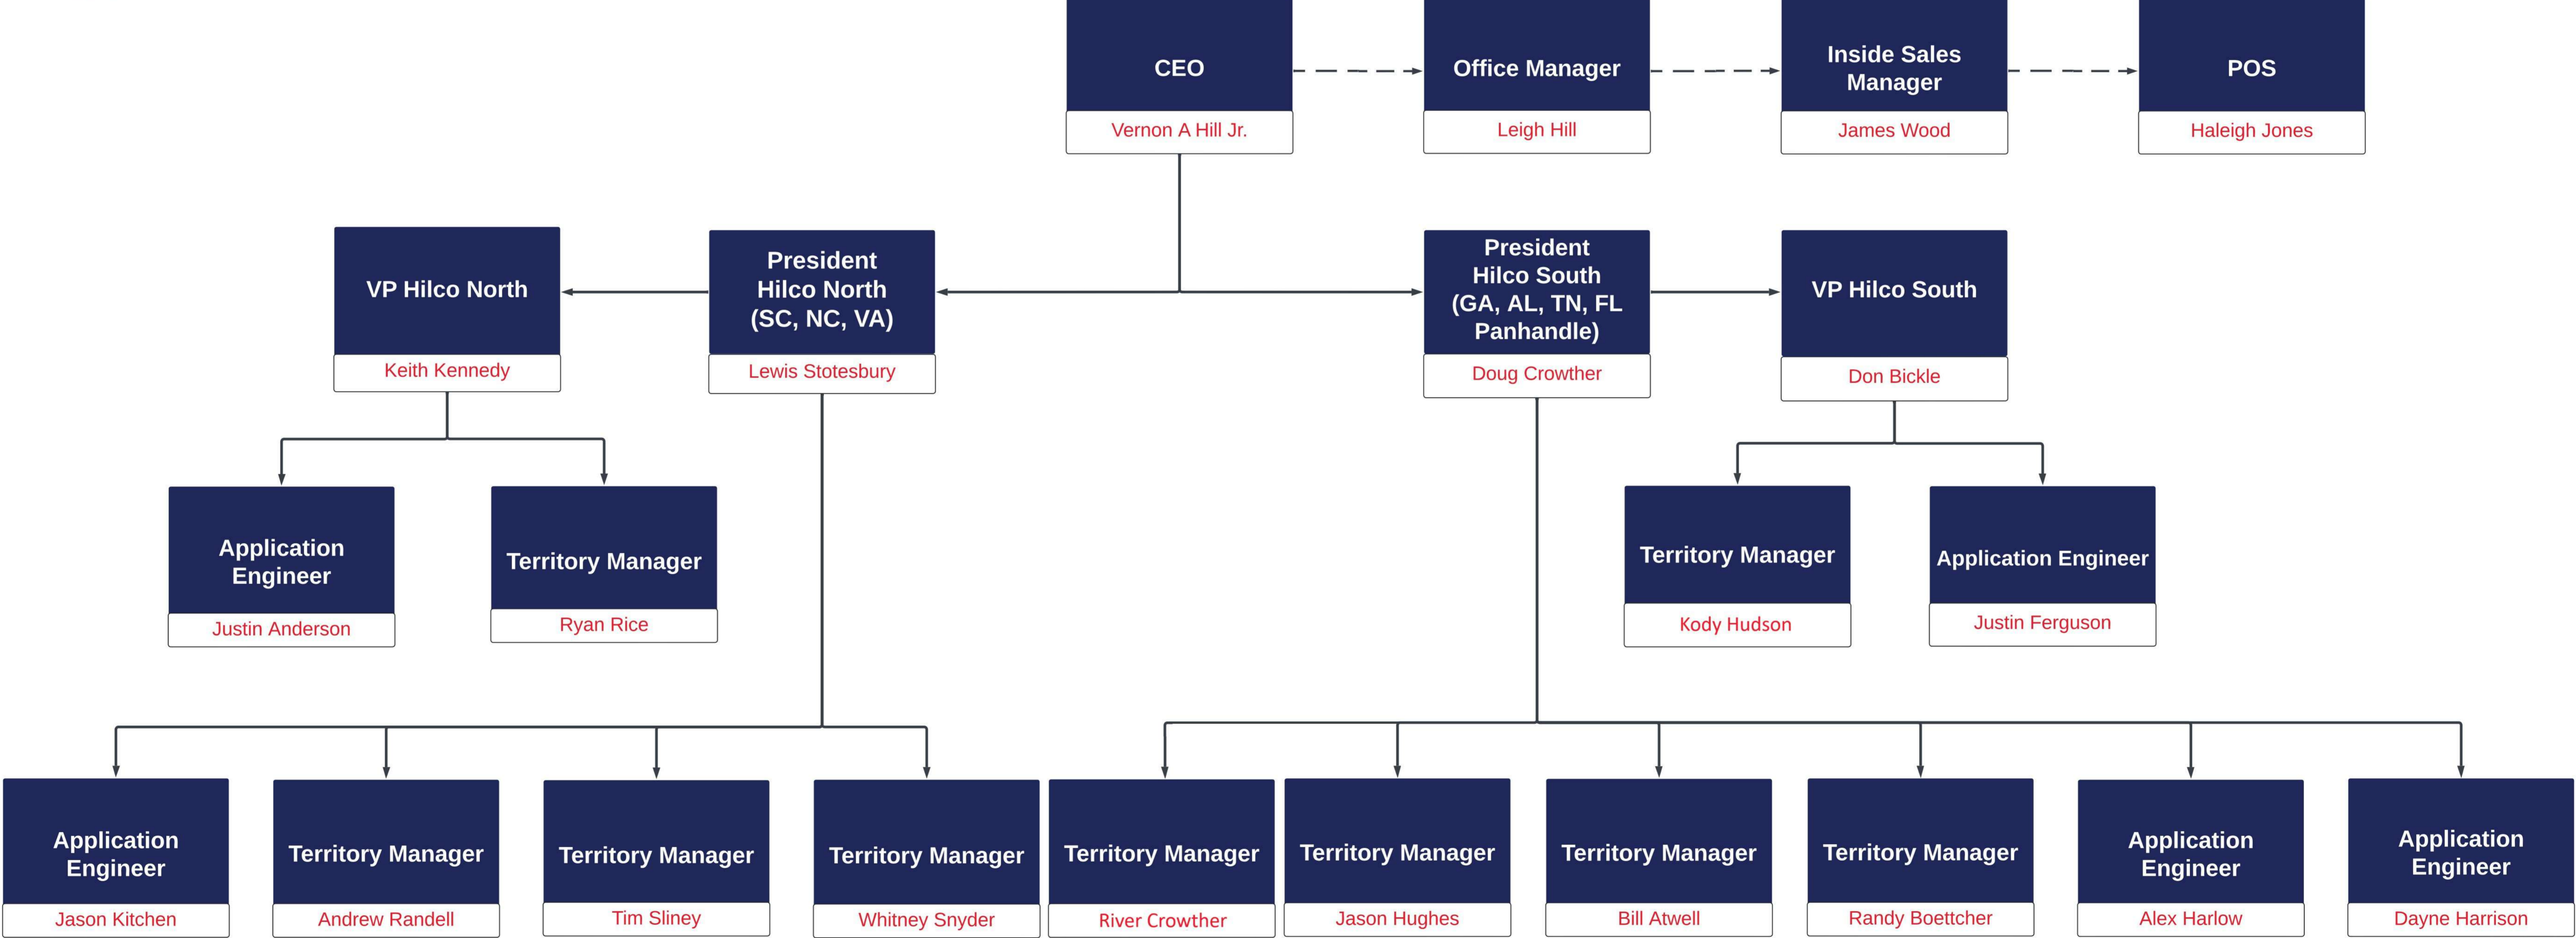 CEO
Vernon A Hill Jr.
Office Manager
Leigh Hill
Inside Sales
Manager
James Wood
POS
Haleigh Jones
VP Hilco North
Keith Kennedy
President
Hilco North
(SC, NC, VA)
Lewis Stotesbury
President
Hilco South
(GA, AL, TN, FL
Panhandle)
Doug Crowther
VP Hilco South
Don Bickle
Application
Engineer
Justin Anderson
Territory Manager
Ryan Rice
Territory Manager
Kody Hudson
Application Engineer
Justin Ferguson
Application
Engineer
Jason Kitchen
Territory Manager
Andrew Randell
Territory Manager
Tim Sliney
Territory Manager
Whitney Snyder
Territory Manager
River Crowther
Territory Manager
Jason Hughes
Territory Manager
Bill Atwell
Territory Manager
Randy Boettcher
Application
Engineer
Alex Harlow
Application
Engineer
Dayne Harrison